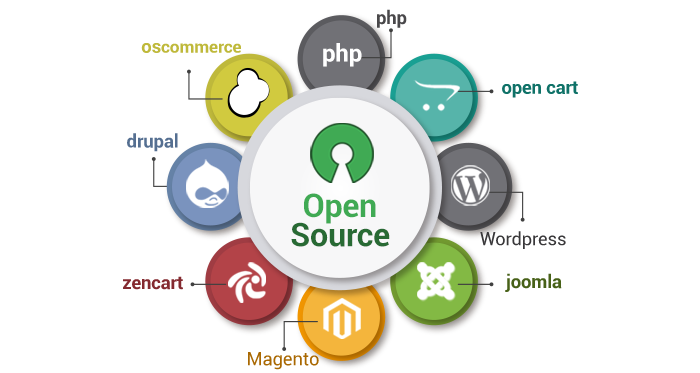 php
oscommerce
php
open cart
drupal
Open
Source
Wordpress
zencart
joomla
Magento